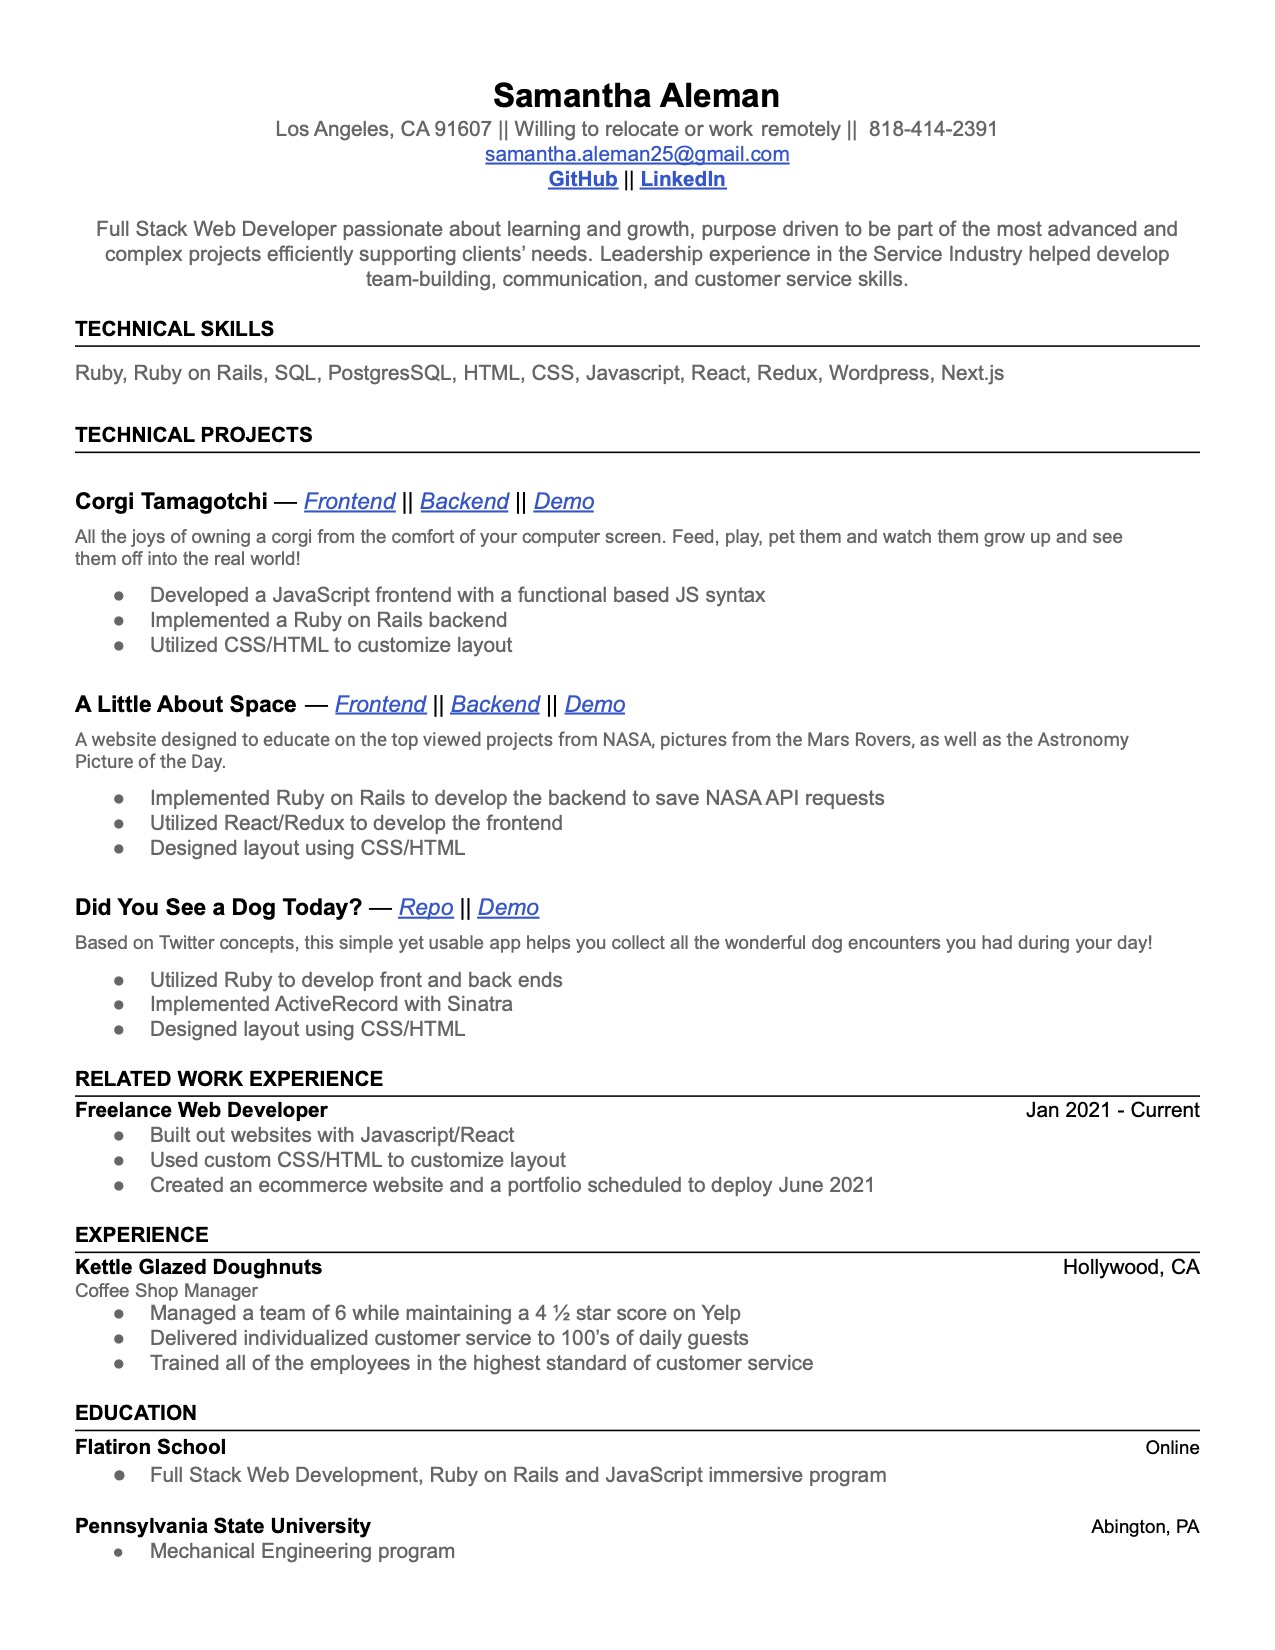 Samantha Aleman
Los Angeles, CA 91607 || Willing to relocate or work remotely || 818-414-2391
samantha.aleman25@gmail.com
GitHub || LinkedIn
Full Stack Web Developer passionate about learning and growth, purpose driven to be part of the most advanced and
complex projects efficiently supporting clients’ needs. Leadership experience in the Service Industry helped develop
team-building, communication, and customer service skills.
TECHNICAL SKILLS
Ruby, Ruby on Rails, SQL, PostgresSQL, HTML, CSS, Javascript, React, Redux, Wordpress, Next.js
TECHNICAL PROJECTS
Corgi Tamagotchi — Frontend || Backend || Demo
All the joys of owning a corgi from the comfort of your computer screen. Feed, play, pet them and watch them grow up and see
them off into the real world!
● Developed a JavaScript frontend with a functional based JS syntax
● Implemented a Ruby on Rails backend
● Utilized CSS/HTML to customize layout
A Little About Space — Frontend || Backend || Demo
A website designed to educate on the top viewed projects from NASA, pictures from the Mars Rovers, as well as the Astronomy
Picture of the Day.
● Implemented Ruby on Rails to develop the backend to save NASA API requests
● Utilized React/Redux to develop the frontend
● Designed layout using CSS/HTML
Did You See a Dog Today? — Repo || Demo
Based on Twitter concepts, this simple yet usable app helps you collect all the wonderful dog encounters you had during your day!
● Utilized Ruby to develop front and back ends
● Implemented ActiveRecord with Sinatra
● Designed layout using CSS/HTML
RELATED WORK EXPERIENCE
Freelance Web Developer Jan 2021 - Current
● Built out websites with Javascript/React
● Used custom CSS/HTML to customize layout
● Created an ecommerce website and a portfolio scheduled to deploy June 2021
EXPERIENCE
Kettle Glazed Doughnuts Hollywood, CA
Coffee Shop Manager
● Managed a team of 6 while maintaining a 4 ½ star score on Yelp
● Delivered individualized customer service to 100’s of daily guests
● Trained all of the employees in the highest standard of customer service
EDUCATION
Flatiron School Online
● Full Stack Web Development, Ruby on Rails and JavaScript immersive program
Pennsylvania State University Abington, PA
● Mechanical Engineering program